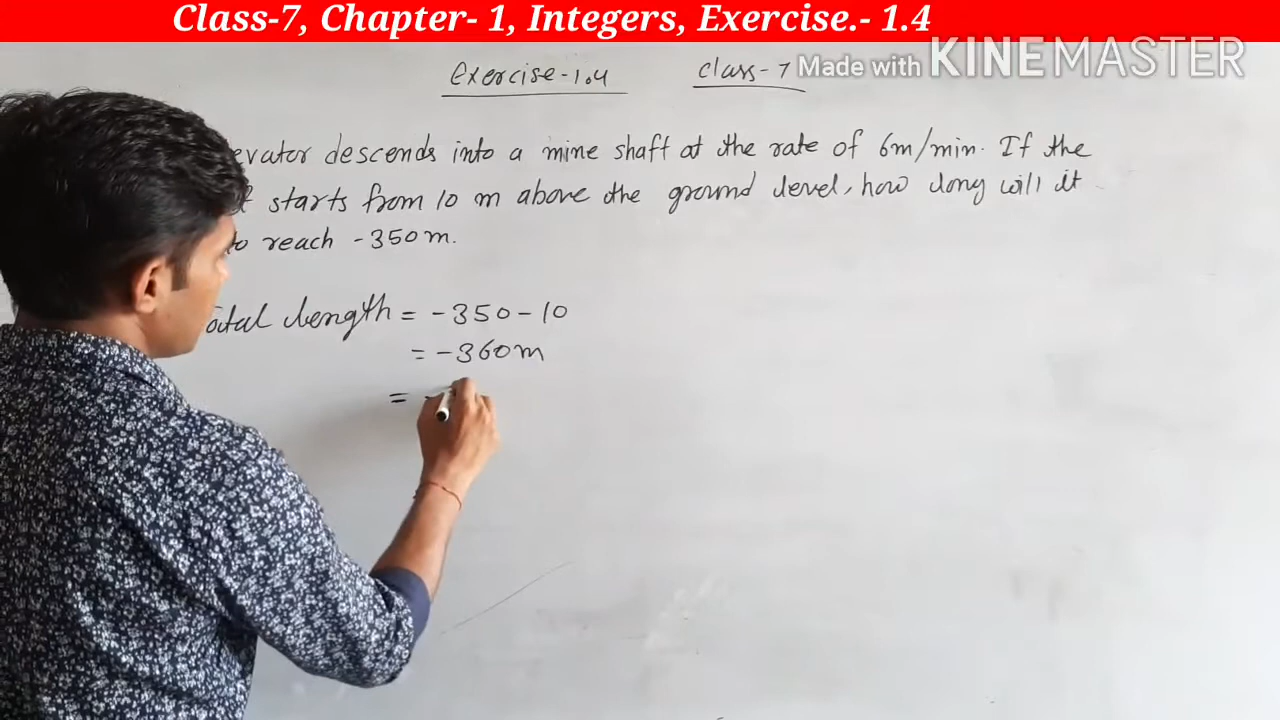 Class-7, Chapter- 1, Integers, Exercise.- 1.4
Made with KINEMASTER
Exercise-1.4 Class-7
evator descends into a mine shaft at the rate of 6m/min. If the
starts from 10 m above the ground level, how long will it
to reach -350m.
otal length = -350-10
= -360m
=